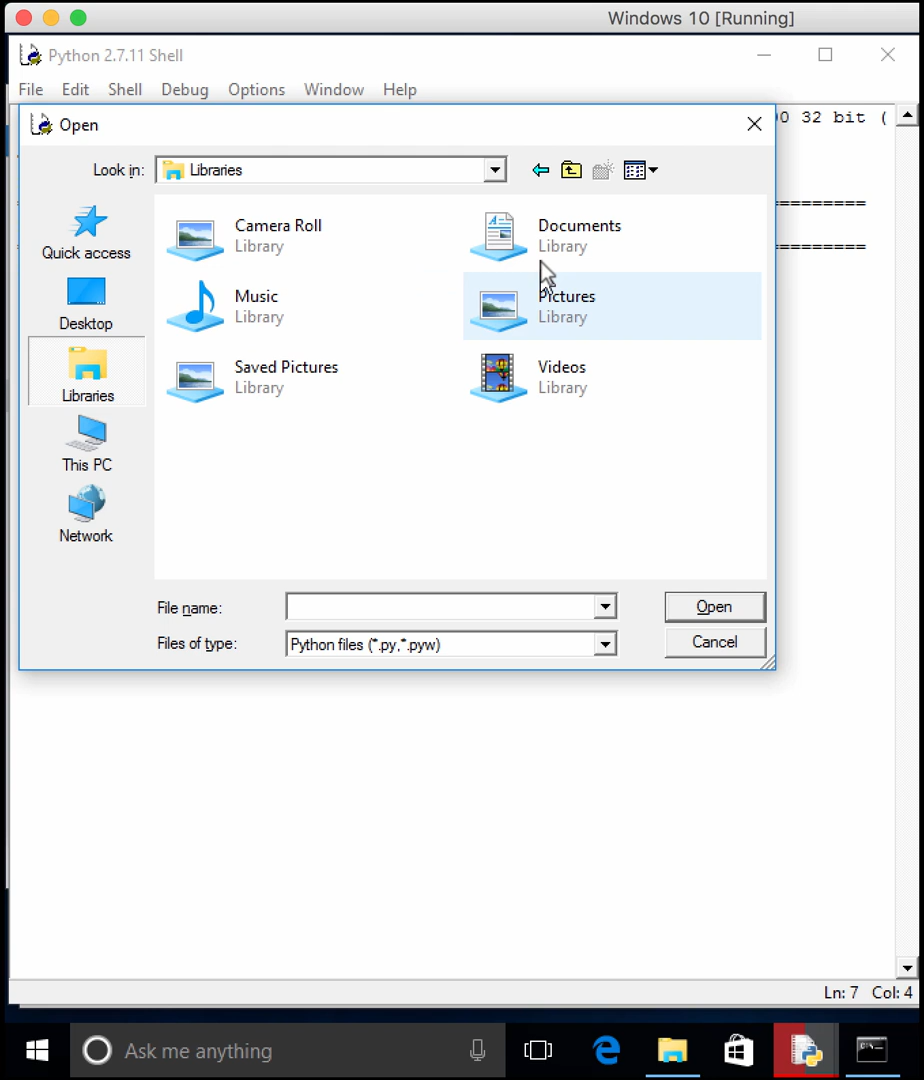 Windows 10 [Running]
Python 2.7.11 Shell
File Edit Shell Debug Options Window Help
Open
32 bit (
Look in: Libraries
Quick access
Desktop
Libraries
This PC
Network
Camera Roll
Library
Documents
Library
Music
Library
Pictures
Library
Saved Pictures
Library
Videos
Library
File name:
Open
Files of type: Python files (*.py,*.pyw)
Cancel
Ln: 7 Col: 4
Ask me anything